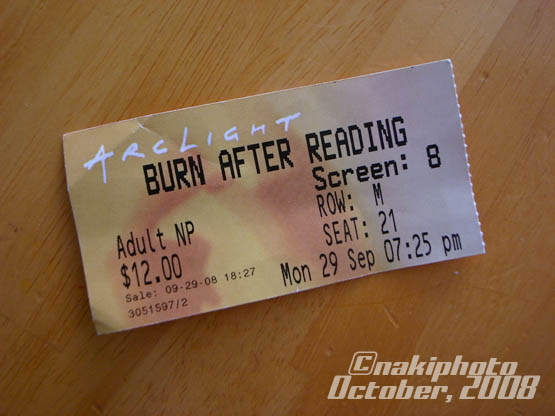 ARCLIGHT
BURN AFTER READING
Screen: 8
ROW: M
SEAT: 21
Adult NP
$12.00
Mon 29 Sep 07:25 pm
Sale: 09-29-08 18:27
3051597/2
©nakiphoto
October, 2008